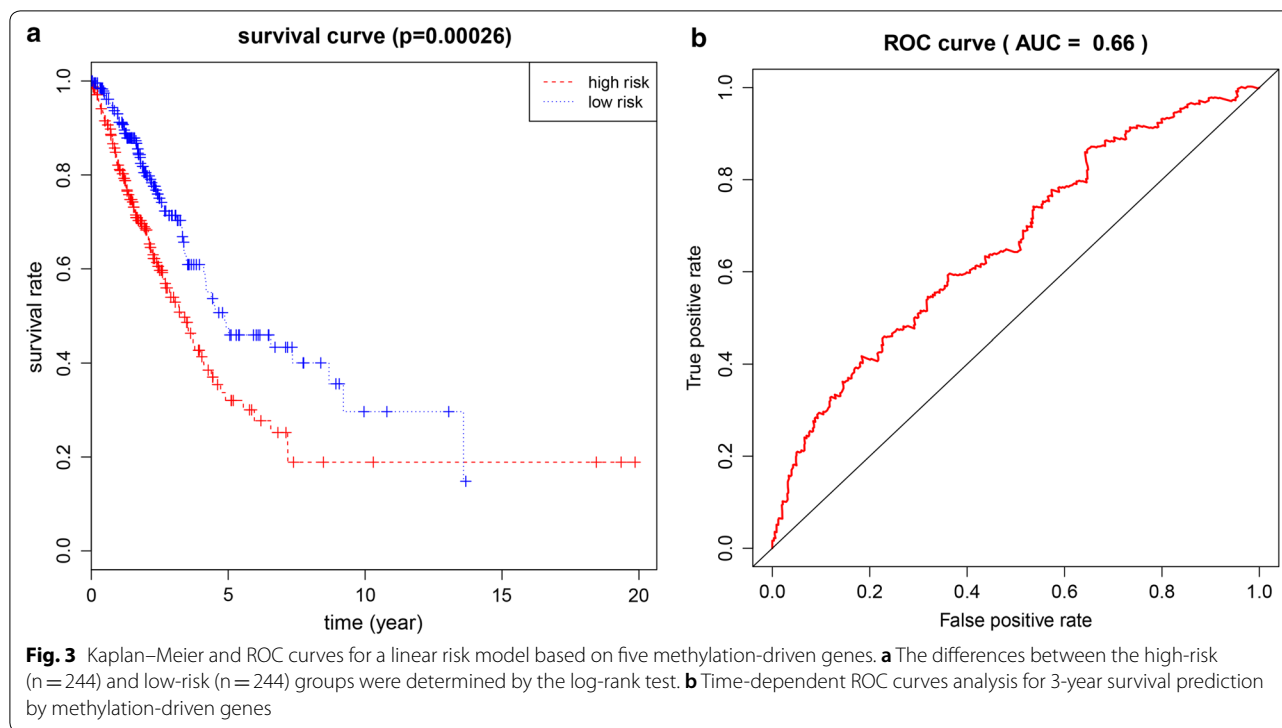 a
survival curve (p=0.00026)
high risk
low risk
survival rate
1.0
0.8
0.6
0.4
0.2
0.0
0 5 10 15 20
time (year)
b
ROC curve ( AUC = 0.66 )
True positive rate
1.0
0.8
0.6
0.4
0.2
0.0
0.0 0.2 0.4 0.6 0.8 1.0
False positive rate
Fig. 3 Kaplan–Meier and ROC curves for a linear risk model based on five methylation-driven genes. a The differences between the high-risk
(n = 244) and low-risk (n = 244) groups were determined by the log-rank test. b Time-dependent ROC curves analysis for 3-year survival prediction
by methylation-driven genes